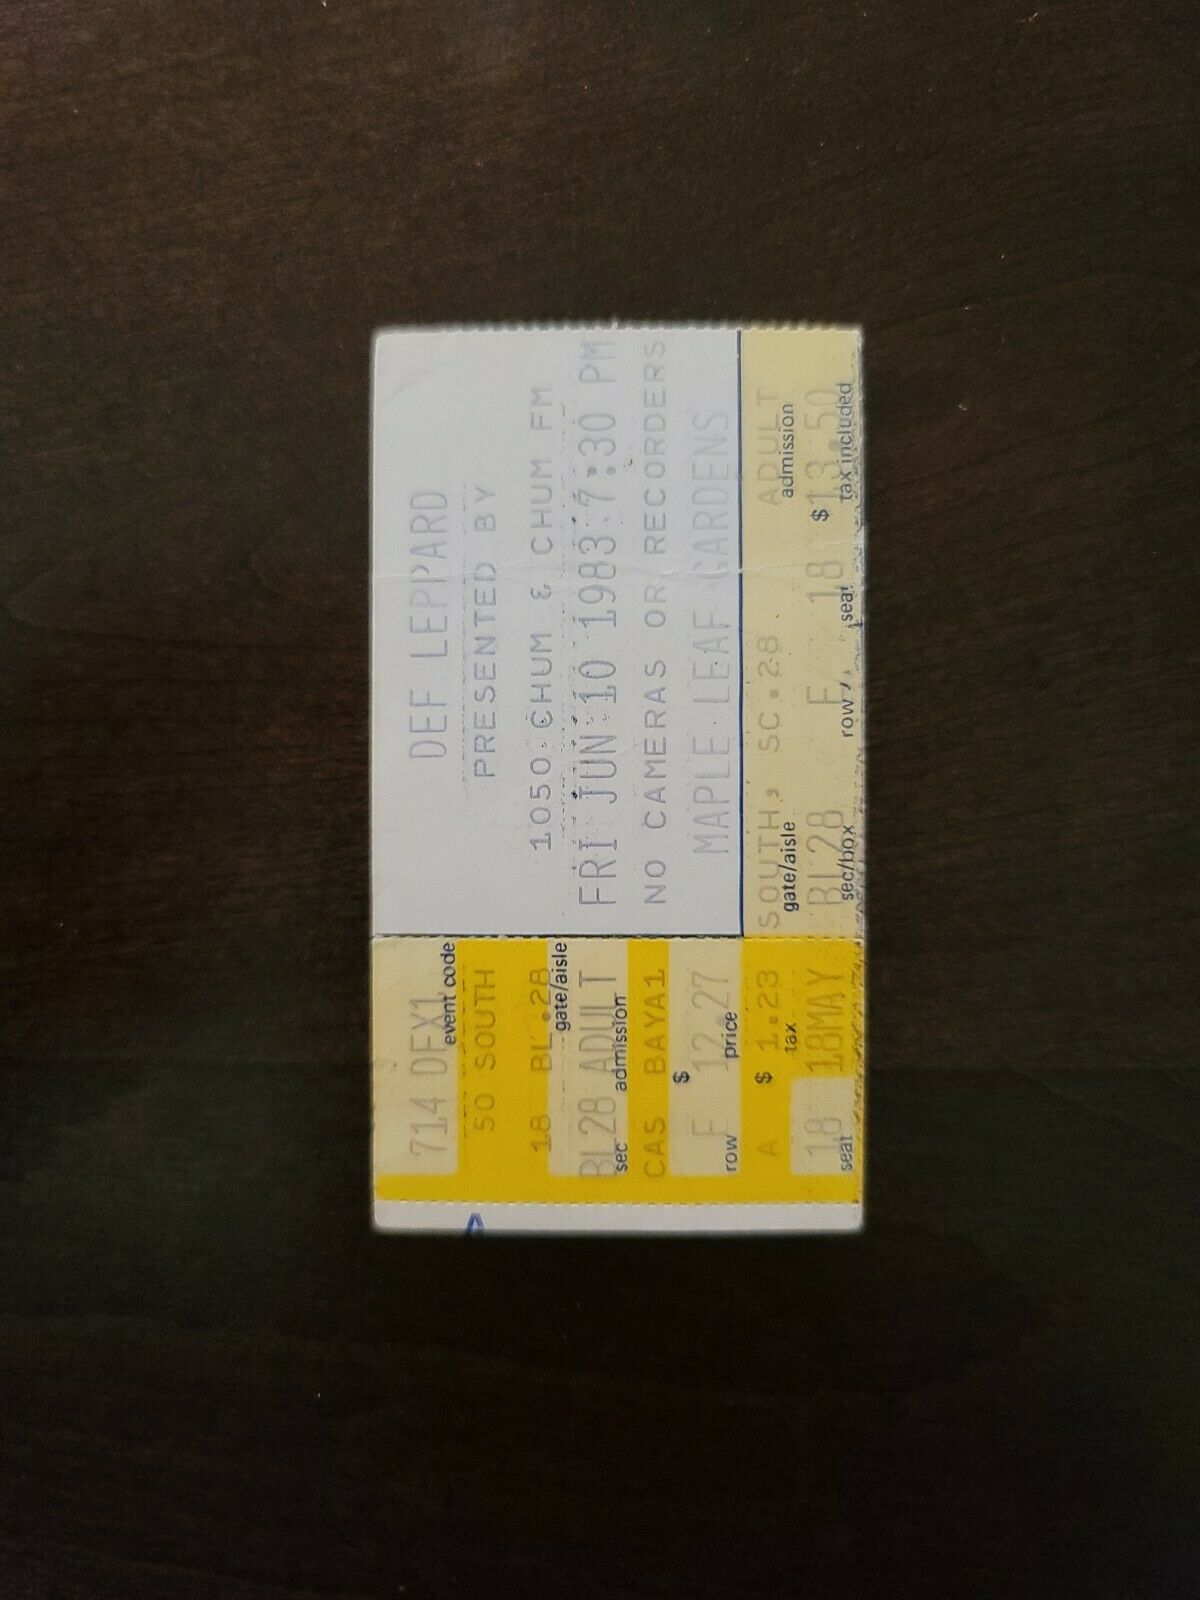 DEF LEPPARD
PRESENTED BY
1050 CHUM & CHUM FM
FRI JUN 10 1983 7:30 PM
NO CAMERAS OR RECORDERS
MAPLE LEAF GARDENS
SOUTH, SC.28 ADULT
gate/aisle admission
BL28 F 18 $13.50
sec/box row seat tax included
714 DEX1
event code
50 SOUTH
18 BL.28
gate/aisle
BL28 ADULT
sec admission
CAS BAYA1
F $12.27
row price
A $1.23
tax
18 18MAY
seat